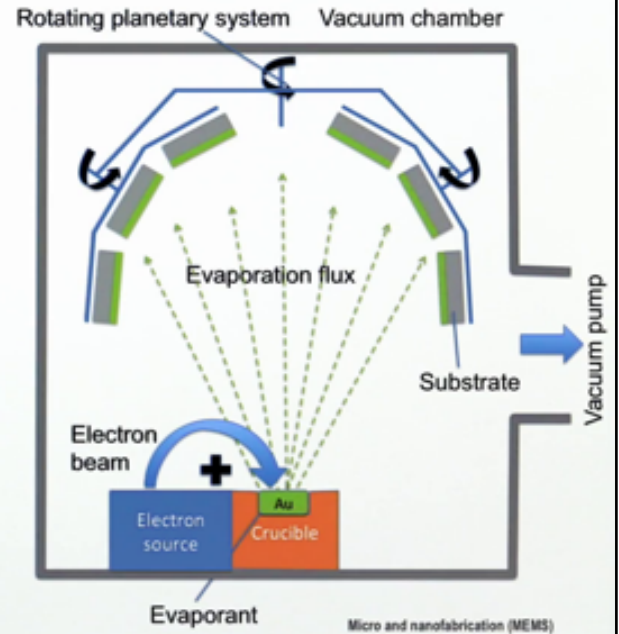 Rotating planetary system
Vacuum chamber
Evaporation flux
Vacuum pump
Substrate
Electron
beam
Au
Electron
source
Crucible
Evaporant
Micro and nanofabrication (MEMS)